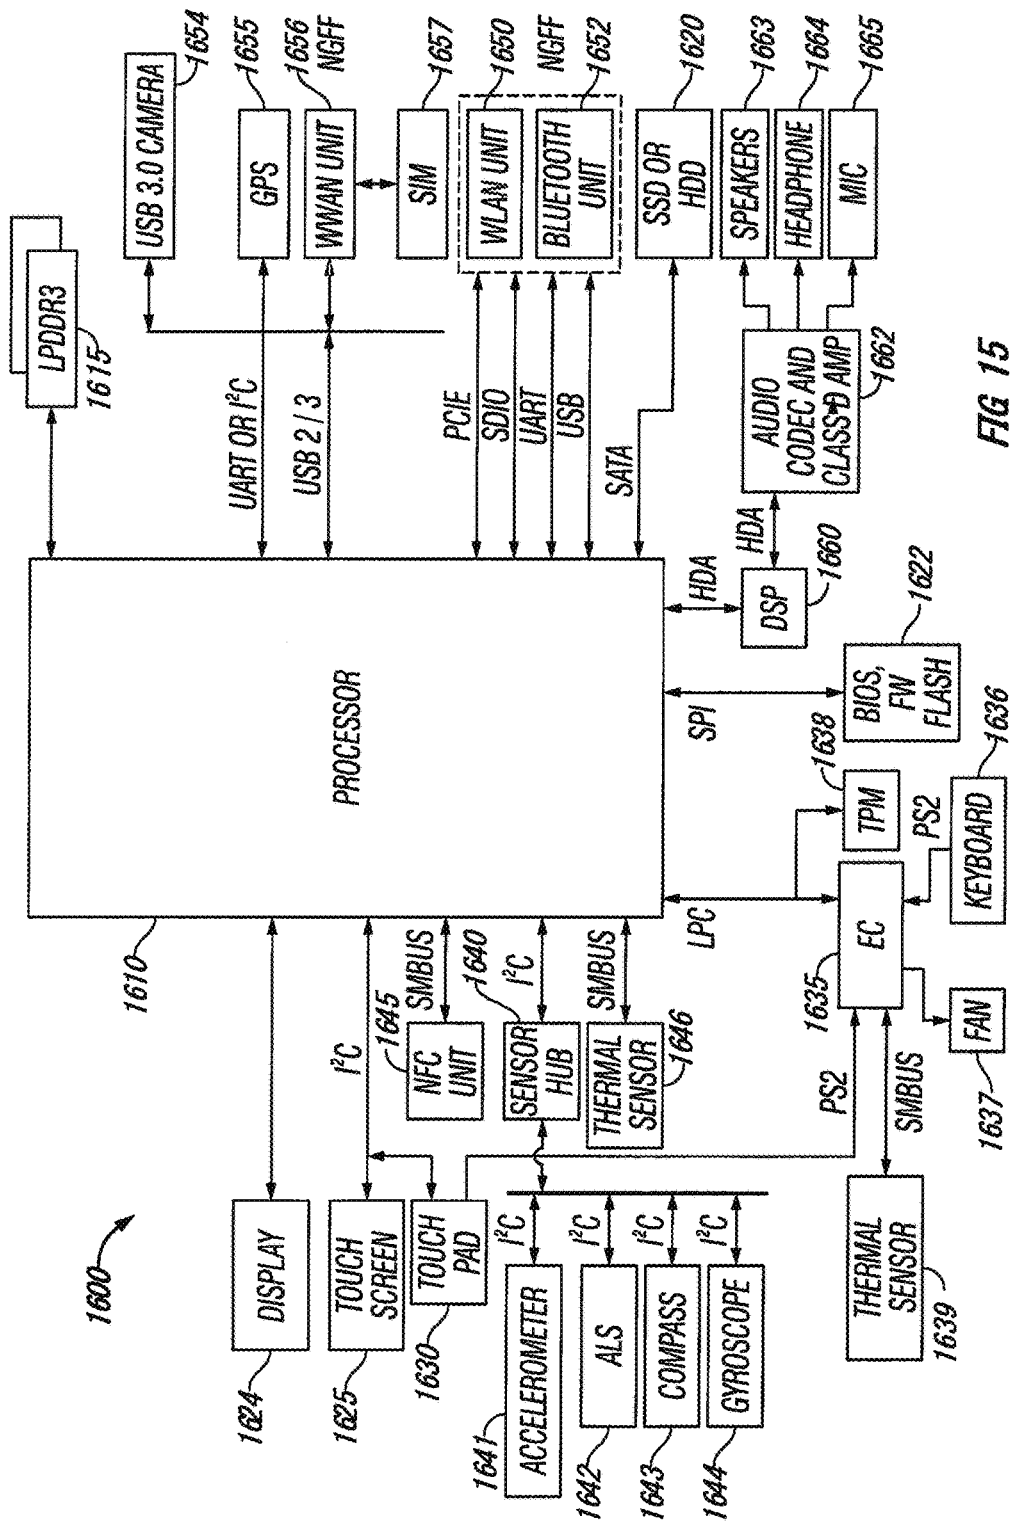 1600
DISPLAY
1624
TOUCH
SCREEN
1625
TOUCH
PAD
1630
ACCELEROMETER
1641
ALS
1642
COMPASS
1643
GYROSCOPE
1644
I²C
I²C
I²C
I²C
I²C
NFC
UNIT
1645
SMBUS
SENSOR
HUB
1640
I²C
THERMAL
SENSOR
1646
SMBUS
PS2
THERMAL
SENSOR
1639
SMBUS
FAN
1637
EC
1635
LPC
TPM
1638
KEYBOARD
1636
PS2
PROCESSOR
1610
SPI
BIOS,
FW
FLASH
1622
HDA
DSP
1660
HDA
AUDIO
CODEC AND
CLASS D AMP
1662
LPDDR3
1615
UART OR I²C
USB 2 / 3
PCIE
SDIO
UART
USB
SATA
USB 3.0 CAMERA
1654
GPS
1655
WWAN UNIT
1656
NGFF
SIM
1657
WLAN UNIT
1650
BLUETOOTH
UNIT
NGFF
1652
SSD OR
HDD
1620
SPEAKERS
1663
HEADPHONE
1664
MIC
1665
FIG 15